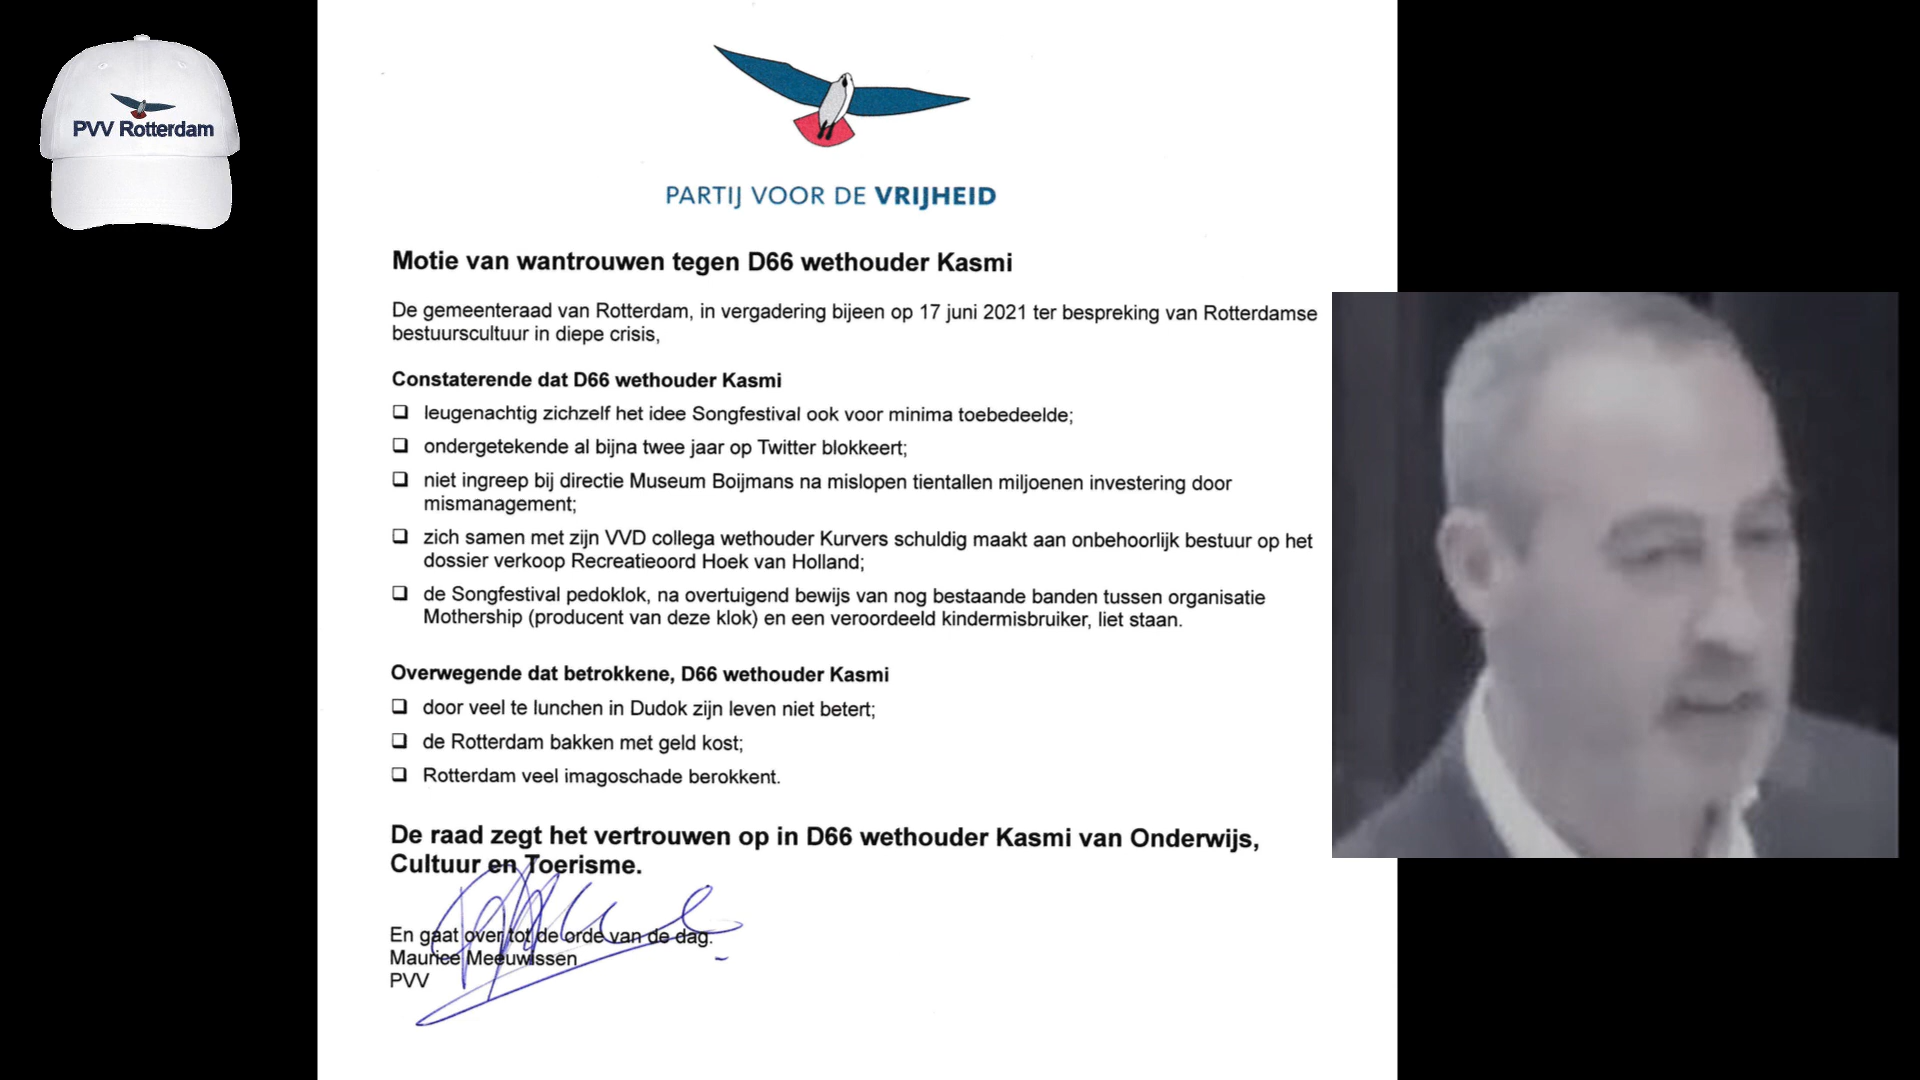 PVV Rotterdam
PARTIJ VOOR DE VRIJHEID
Motie van wantrouwen tegen D66 wethouder Kasmi
De gemeenteraad van Rotterdam, in vergadering bijeen op 17 juni 2021 ter bespreking van Rotterdamse
bestuurscultuur in diepe crisis,
Constaterende dat D66 wethouder Kasmi
❑ leugenachtig zichzelf het idee Songfestival ook voor minima toebedeelde;
❑ ondergetekende al bijna twee jaar op Twitter blokkeert;
❑ niet ingreep bij directie Museum Boijmans na mislopen tientallen miljoenen investering door
mismanagement;
❑ zich samen met zijn VVD collega wethouder Kurvers schuldig maakt aan onbehoorlijk bestuur op het
dossier verkoop Recreatieoord Hoek van Holland;
❑ de Songfestival pedoklok, na overtuigend bewijs van nog bestaande banden tussen organisatie
Mothership (producent van deze klok) en een veroordeeld kindermisbruiker, liet staan.
Overwegende dat betrokkene, D66 wethouder Kasmi
❑ door veel te lunchen in Dudok zijn leven niet betert;
❑ de Rotterdam bakken met geld kost;
❑ Rotterdam veel imagoschade berokkent.
De raad zegt het vertrouwen op in D66 wethouder Kasmi van Onderwijs,
Cultuur en Toerisme.
En gaat over tot de orde van de dag.
Maurice Meeuwissen
PVV